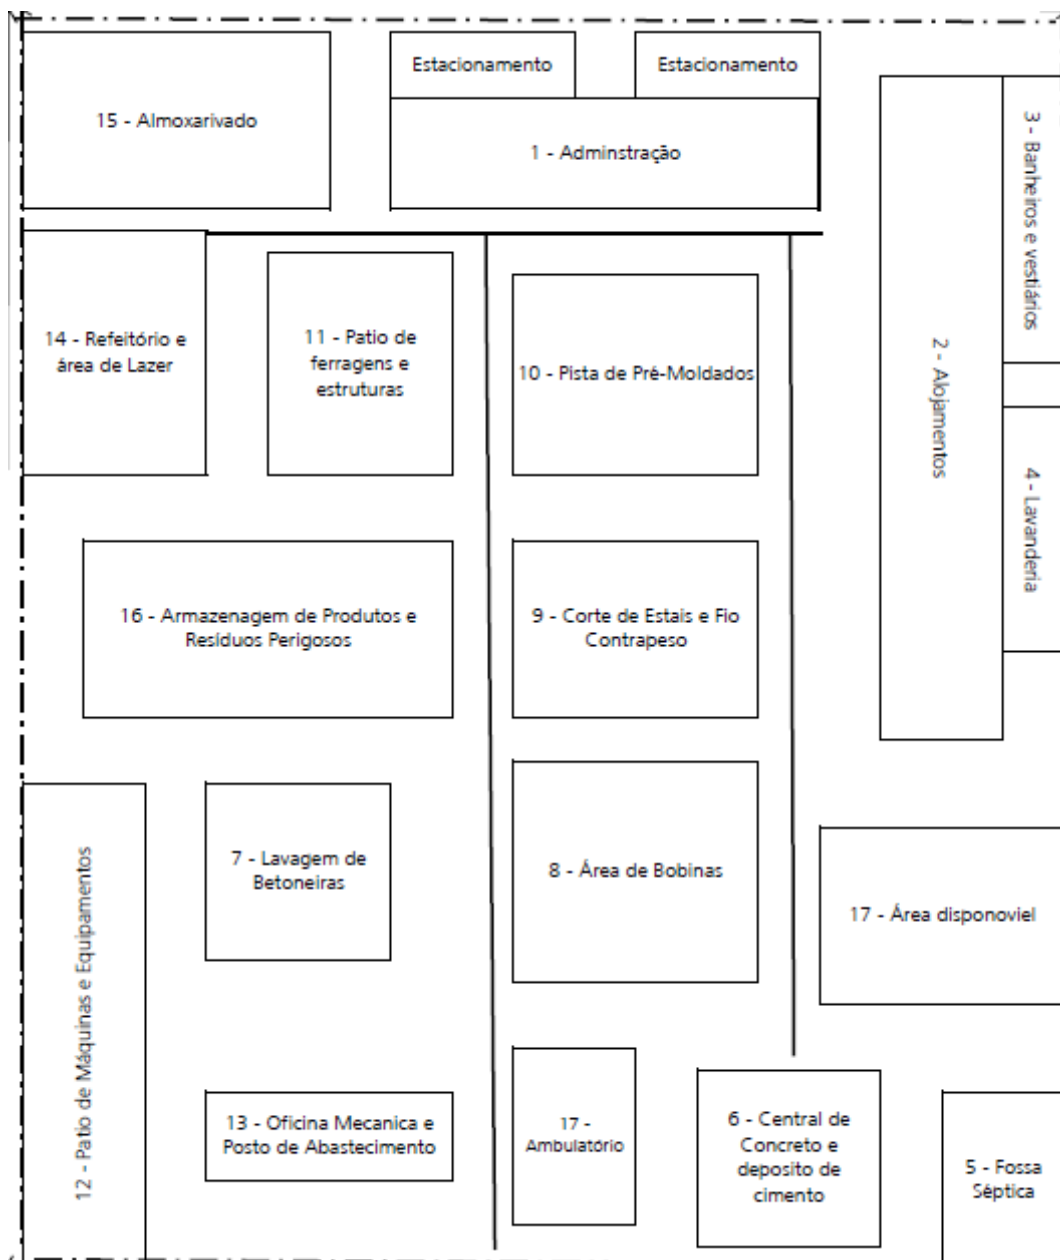 Estacionamento
Estacionamento
15 - Almoxarivado
1 - Adminstração
3 - Banheiros e vestiários
14 - Refeitório e
área de Lazer
11 - Patio de
ferragens e
estruturas
10 - Pista de Pré-Moldados
2 - Alojamentos
4 - Lavanderia
16 - Armazenagem de Produtos e
Residuos Perigosos
9 - Corte de Estais e Fio
Contrapeso
7 - Lavagem de
Betoneiras
8 - Área de Bobinas
17 - Área disponoviel
12 - Patio de Máquinas e Equipamentos
13 - Oficina Mecanica e
Posto de Abastecimento
17 -
Ambulatório
6 - Central de
Concreto e
deposito de
cimento
5 - Fossa
Séptica